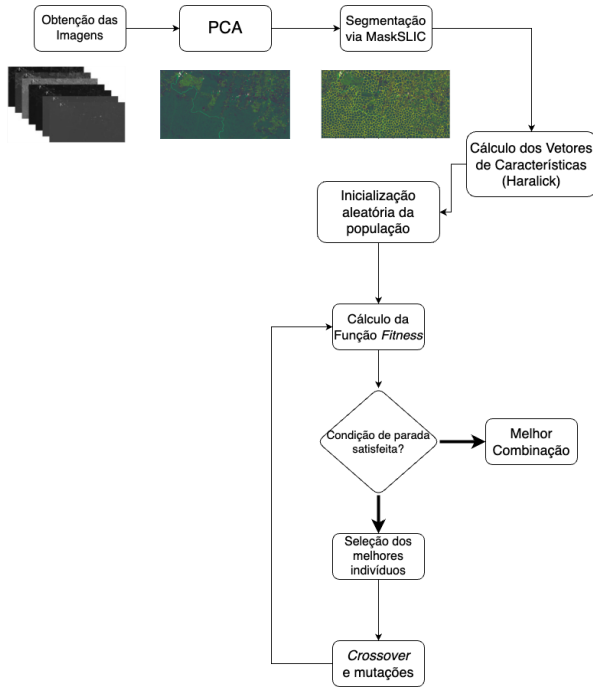 Obtenção das
Imagens
PCA
Segmentação
via MaskSLIC
Cálculo dos Vetores
de Características
(Haralick)
Inicialização
aleatória da
população
Cálculo da
Função Fitness
Condição de parada
satisfeita?
Melhor
Combinação
Seleção dos
melhores
indivíduos
Crossover
e mutações